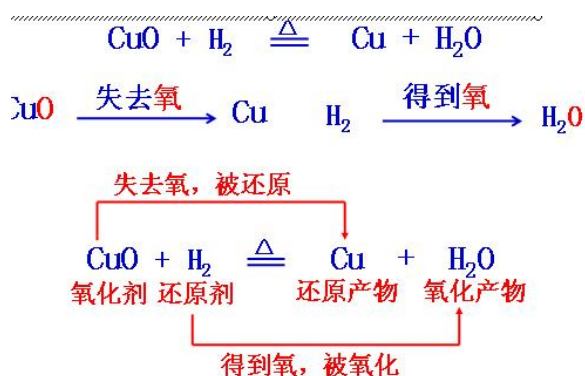 CuO + H₂ ≜ Cu + H₂O
CuO 失去氧 → Cu H₂ 得到氧 → H₂O
失去氧，被还原
CuO + H₂ ≜ Cu + H₂O
氧化剂 还原剂 还原产物 氧化产物
得到氧，被氧化